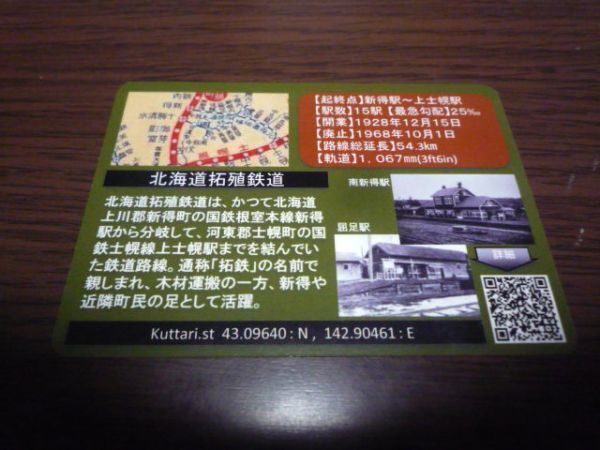 【起終点】新得駅～上士幌駅
【駅数】15駅 【最急勾配】25‰
【開業】1928年12月15日
【廃止】1968年10月1日
【路線総延長】54.3km
【軌道】1,067mm(3ft6in)
北海道拓殖鉄道
北海道拓殖鉄道は、かつて北海道
上川郡新得町の国鉄根室本線新得
駅から分岐して、河東郡士幌町の国
鉄士幌線上士幌駅までを結んでい
た鉄道路線。通称「拓鉄」の名前で
親しまれ、木材運搬の一方、新得や
近隣町民の足として活躍。
南新得駅
屈足駅
詳細
Kuttari.st 43.09640:N, 142.90461:E